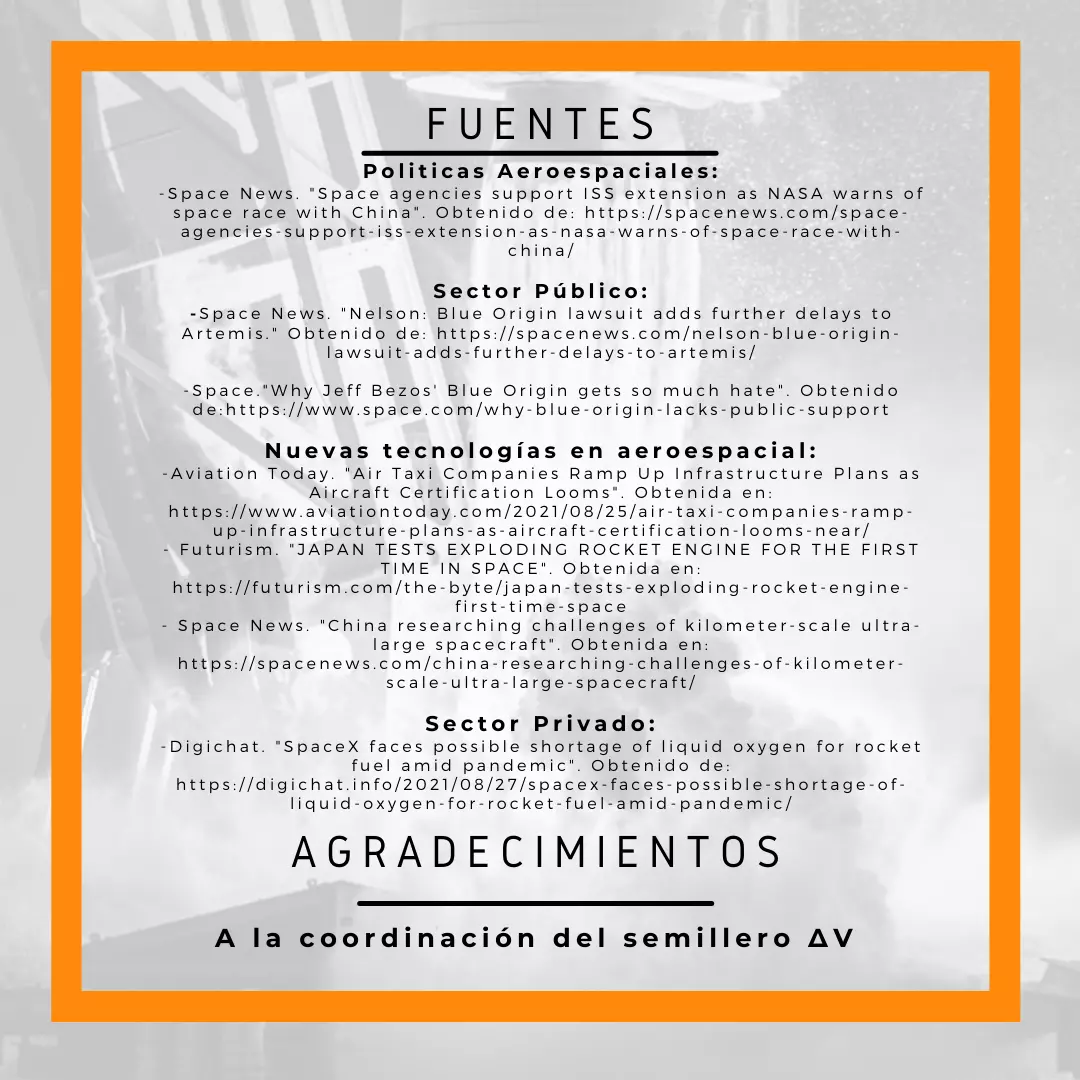 FUENTES
Politicas Aeroespaciales:
-Space News. "Space agencies support ISS extension as NASA warns of
space race with China". Obtenido de: https://spacenews.com/space-
agencies-support-iss-extension-as-nasa-warns-of-space-race-with-
china/
Sector Público:
-Space News. "Nelson: Blue Origin lawsuit adds further delays to
Artemis." Obtenido de: https://spacenews.com/nelson-blue-origin-
lawsuit-adds-further-delays-to-artemis/
-Space."Why Jeff Bezos' Blue Origin gets so much hate". Obtenido
de:https://www.space.com/why-blue-origin-lacks-public-support
Nuevas tecnologías en aeroespacial:
-Aviation Today. "Air Taxi Companies Ramp Up Infrastructure Plans as
Aircraft Certification Looms". Obtenida en:
https://www.aviationtoday.com/2021/08/25/air-taxi-companies-ramp-
up-infrastructure-plans-as-aircraft-certification-looms-near/
- Futurism. "JAPAN TESTS EXPLODING ROCKET ENGINE FOR THE FIRST
TIME IN SPACE". Obtenida en:
https://futurism.com/the-byte/japan-tests-exploding-rocket-engine-
first-time-space
- Space News. "China researching challenges of kilometer-scale ultra-
large spacecraft". Obtenida en:
https://spacenews.com/china-researching-challenges-of-kilometer-
scale-ultra-large-spacecraft/
Sector Privado:
-Digichat. "SpaceX faces possible shortage of liquid oxygen for rocket
fuel amid pandemic". Obtenido de:
https://digichat.info/2021/08/27/spacex-faces-possible-shortage-of-
liquid-oxygen-for-rocket-fuel-amid-pandemic/
AGRADECIMIENTOS
A la coordinación del semillero ΔV